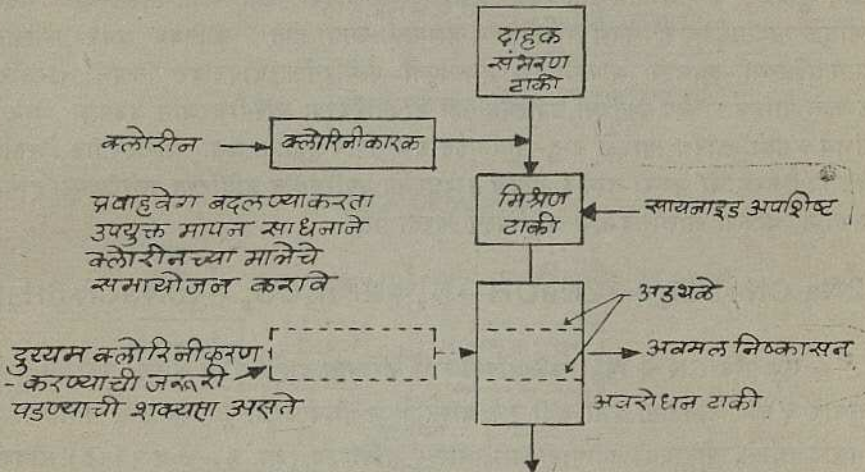 दाहक
संभरण
टाकी
क्लोरीन
क्लोरिनीकारक
प्रवाहवेग बदलण्याकरता
उपयुक्त मापन साधनाने
क्लोरीनच्या मात्रेचे
समायोजन करावे
मिश्रण
टाकी
सायनाइड अपशिष्ट
अडथळे
दुय्यम क्लोरिनीकरण
- करण्याची जरूरी
पडण्याची शक्यता असते
अवमल निष्कासन
अवरोधन टाकी